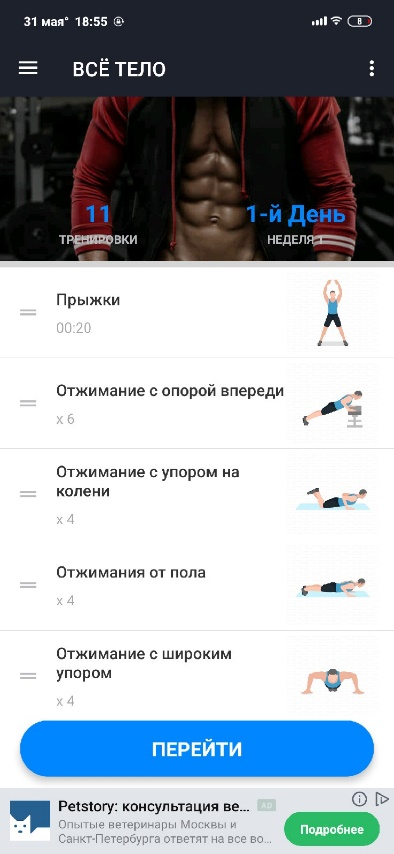 31 мая° 18:55
8
ВСЁ ТЕЛО
11
1-й День
ТРЕНИРОВКИ
НЕДЕЛЯ 1
Прыжки
00:20
Отжимание с опорой впереди
x 6
Отжимание с упором на
колени
x 4
Отжимания от пола
x 4
Отжимание с широким
упором
x 4
ПЕРЕЙТИ
Petstory: консультация ве... AD
Опытые ветеринары Москвы и
Санкт-Петербурга ответят на все во...
Подробнее